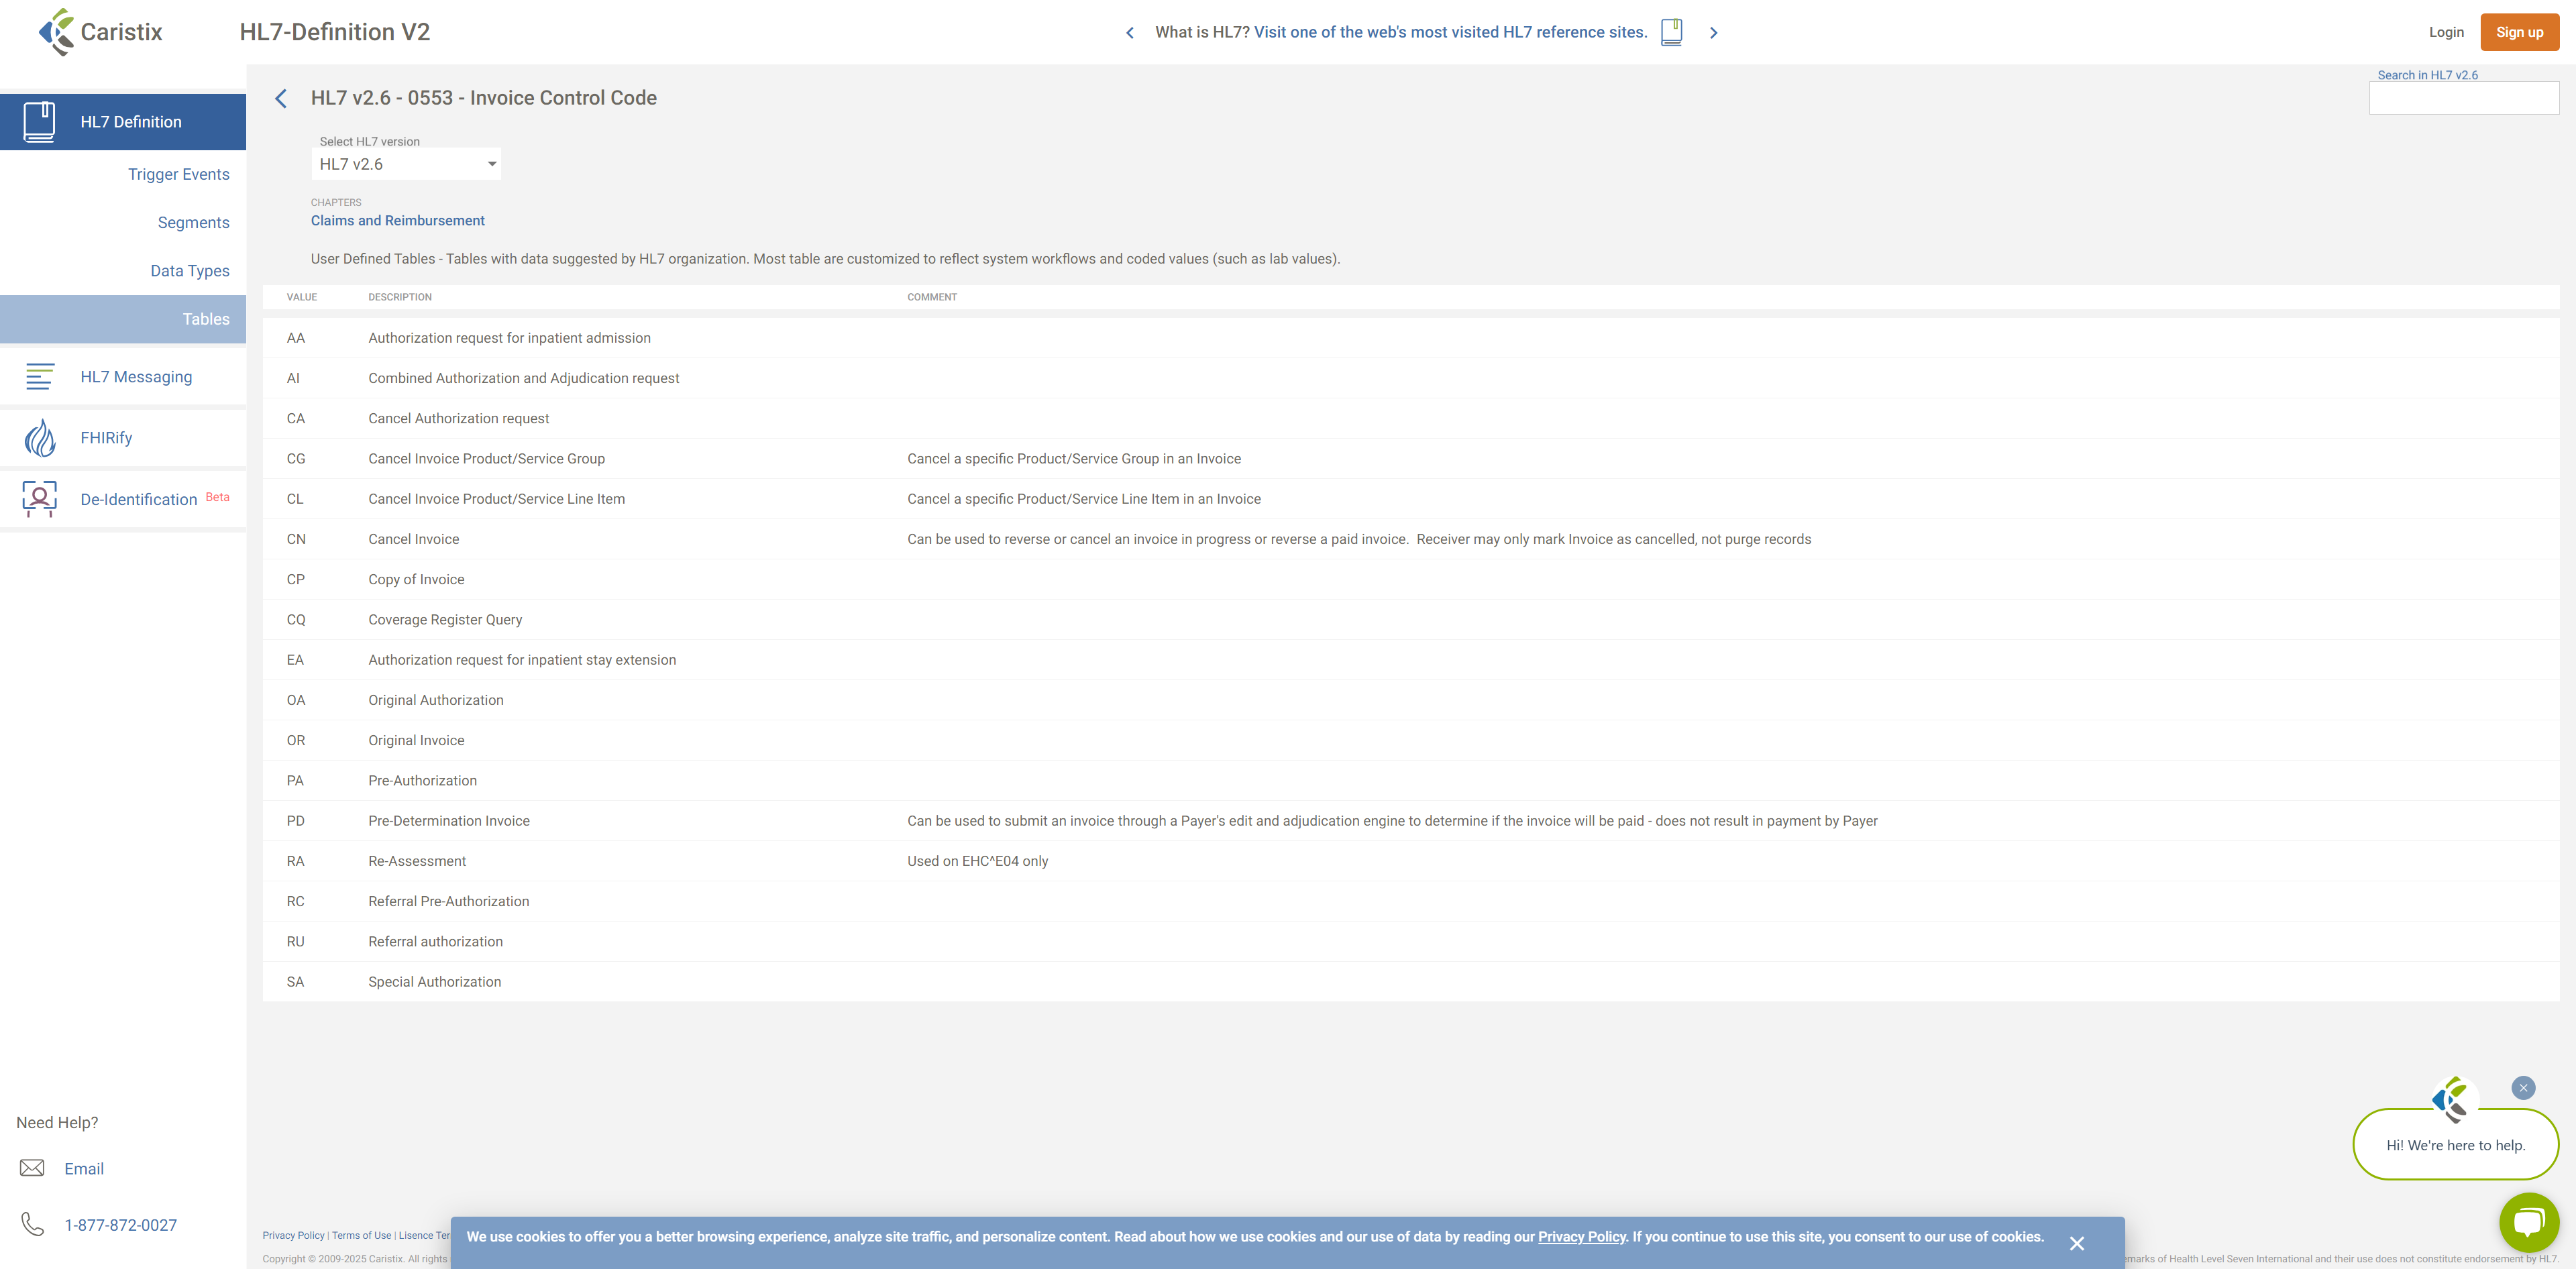 Caristix
HL7-Definition V2
What is HL7? Visit one of the web's most visited HL7 reference sites.
Login
Sign up
HL7 Definition
Trigger Events
Segments
Data Types
Tables
HL7 Messaging
FHIRify
De-Identification Beta
Need Help?
Email
1-877-872-0027
HL7 v2.6 - 0553 - Invoice Control Code
Search in HL7 v2.6
Select HL7 version
HL7 v2.6
CHAPTERS
Claims and Reimbursement
User Defined Tables - Tables with data suggested by HL7 organization. Most table are customized to reflect system workflows and coded values (such as lab values).
VALUE DESCRIPTION COMMENT
AA Authorization request for inpatient admission
AI Combined Authorization and Adjudication request
CA Cancel Authorization request
CG Cancel Invoice Product/Service Group Cancel a specific Product/Service Group in an Invoice
CL Cancel Invoice Product/Service Line Item Cancel a specific Product/Service Line Item in an Invoice
CN Cancel Invoice Can be used to reverse or cancel an invoice in progress or reverse a paid invoice. Receiver may only mark Invoice as cancelled, not purge records
CP Copy of Invoice
CQ Coverage Register Query
EA Authorization request for inpatient stay extension
OA Original Authorization
OR Original Invoice
PA Pre-Authorization
PD Pre-Determination Invoice Can be used to submit an invoice through a Payer's edit and adjudication engine to determine if the invoice will be paid - does not result in payment by Payer
RA Re-Assessment Used on EHC^E04 only
RC Referral Pre-Authorization
RU Referral authorization
SA Special Authorization
Hi! We're here to help.
Privacy Policy | Terms of Use | Lisence Ter
We use cookies to offer you a better browsing experience, analyze site traffic, and personalize content. Read about how we use cookies and our use of data by reading our Privacy Policy. If you continue to use this site, you consent to our use of cookies.
Copyright © 2009-2025 Caristix. All rights
emarks of Health Level Seven International and their use does not constitute endorsement by HL7.